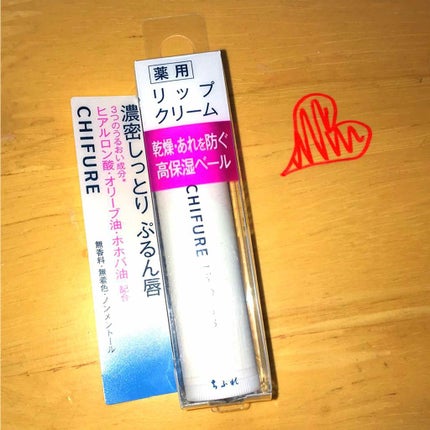 薬用
リップ
クリーム
乾燥・あれを防ぐ
高保湿ベール
CHIFURE
ちふれ
濃密しっとり ぷるん唇
3つのうるおい成分。
ヒアルロン酸・オリーブ油・ホホバ油 配合
CHIFURE
無香料・無着色・ノンメントール